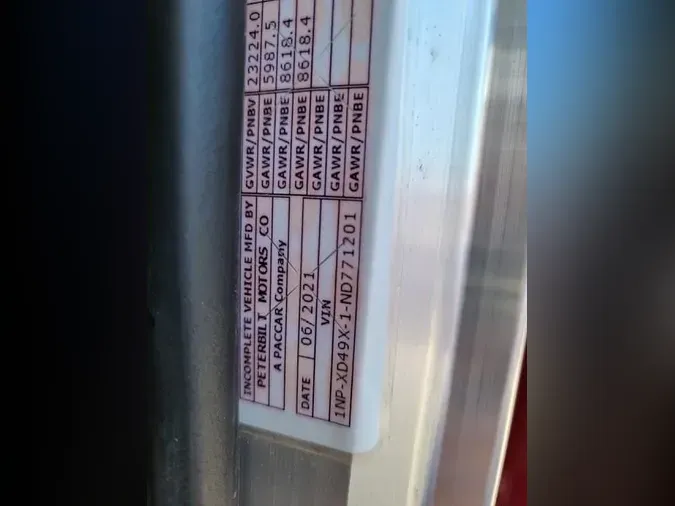 INCOMPLETE VEHICLE MFD BY
PETERBILT MOTORS CO
A PACCAR Company
DATE 06/2021
VIN
1NP-XD49X-1-ND771201
GVWR/PNBV 23224.0
GAWR/PNBE 5987.5
GAWR/PNBE 8618.4
GAWR/PNBE 8618.4
GAWR/PNBE
GAWR/PNBE
GAWR/PNBE